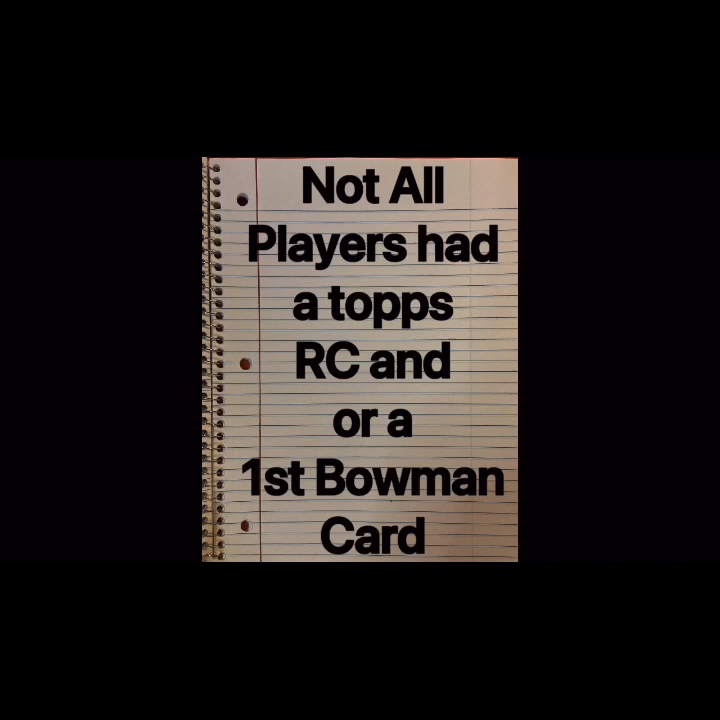 Not All
Players had
a topps
RC and
or a
1st Bowman
Card